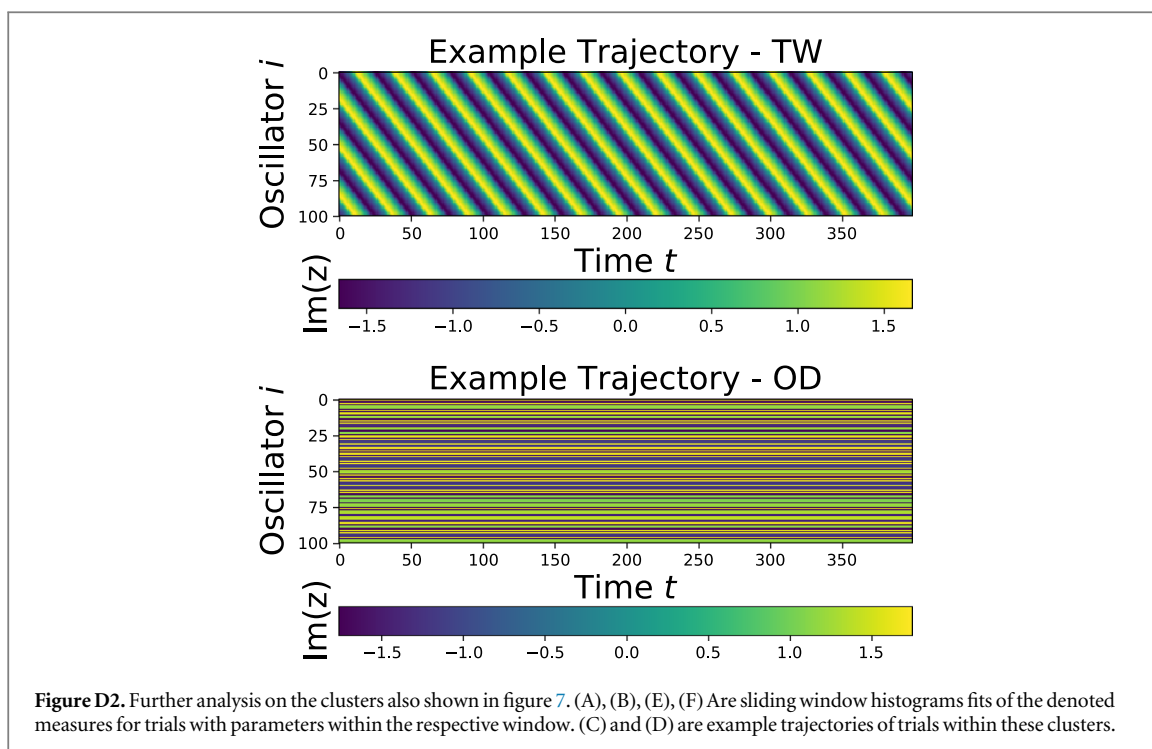 Example Trajectory - TW
Oscillator i
0
25
50
75
100
0 50 100 150 200 250 300 350
Time t
Im(z)
−1.5 −1.0 −0.5 0.0 0.5 1.0 1.5
Example Trajectory - OD
Oscillator i
0
25
50
75
100
0 50 100 150 200 250 300 350
Time t
Im(z)
−1.5 −1.0 −0.5 0.0 0.5 1.0 1.5
Figure D2. Further analysis on the clusters also shown in figure 7. (A), (B), (E), (F) Are sliding window histograms fits of the denoted
measures for trials with parameters within the respective window. (C) and (D) are example trajectories of trials within these clusters.